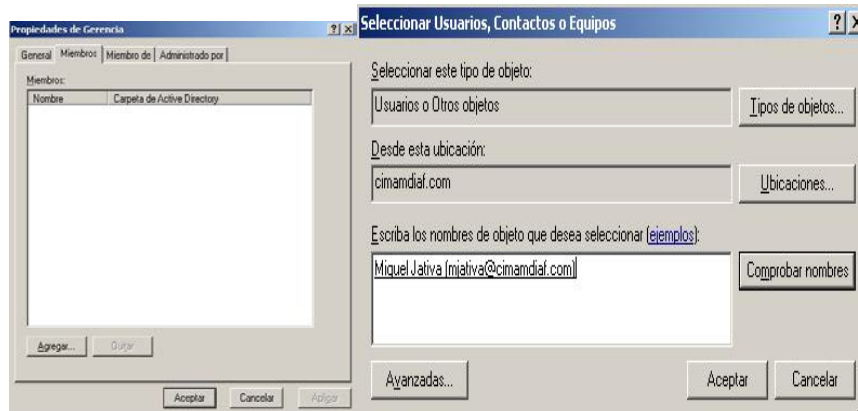 Propiedades de Gerencia
General Miembros Miembro de Administrado por
Miembros:
Nombre Carpeta de Active Directory
Agregar... Quitar
Aceptar Cancelar Aplicar
Seleccionar Usuarios, Contactos o Equipos
Seleccionar este tipo de objeto:
Usuarios o Otros objetos Tipos de objetos...
Desde esta ubicación:
cimamdiaf.com Ubicaciones...
Escriba los nombres de objeto que desea seleccionar (ejemplos):
Miguel Jativa (mjativa@cimamdiaf.com) Comprobar nombres
Avanzadas... Aceptar Cancelar